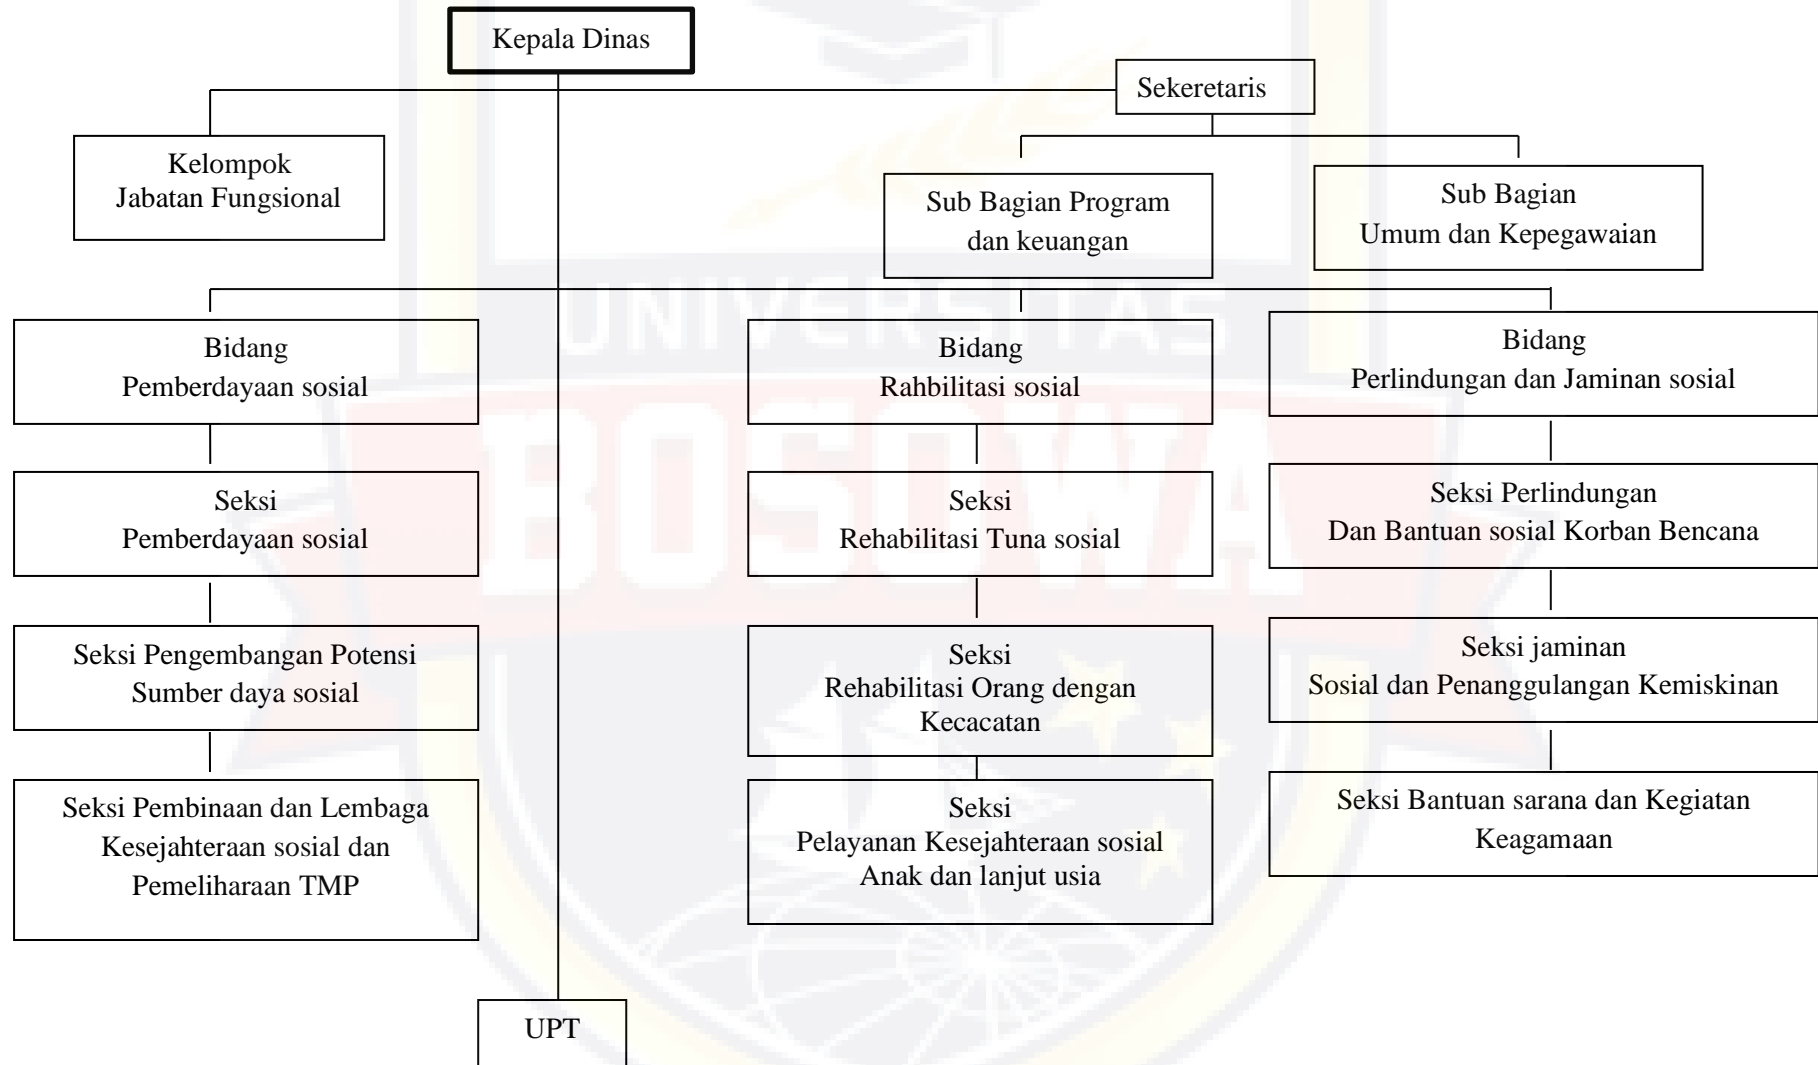 Kepala Dinas
Sekeretaris
Kelompok
Jabatan Fungsional
Sub Bagian Program
dan keuangan
Sub Bagian
Umum dan Kepegawaian
UNIVERSITAS
BOSOWA
Bidang
Pemberdayaan sosial
Bidang
Rahbilitasi sosial
Bidang
Perlindungan dan Jaminan sosial
Seksi
Pemberdayaan sosial
Seksi
Rehabilitasi Tuna sosial
Seksi Perlindungan
Dan Bantuan sosial Korban Bencana
Seksi Pengembangan Potensi
Sumber daya sosial
Seksi
Rehabilitasi Orang dengan
Kecacatan
Seksi jaminan
Sosial dan Penanggulangan Kemiskinan
Seksi Pembinaan dan Lembaga
Kesejahteraan sosial dan
Pemeliharaan TMP
Seksi
Pelayanan Kesejahteraan sosial
Anak dan lanjut usia
Seksi Bantuan sarana dan Kegiatan
Keagamaan
UPT